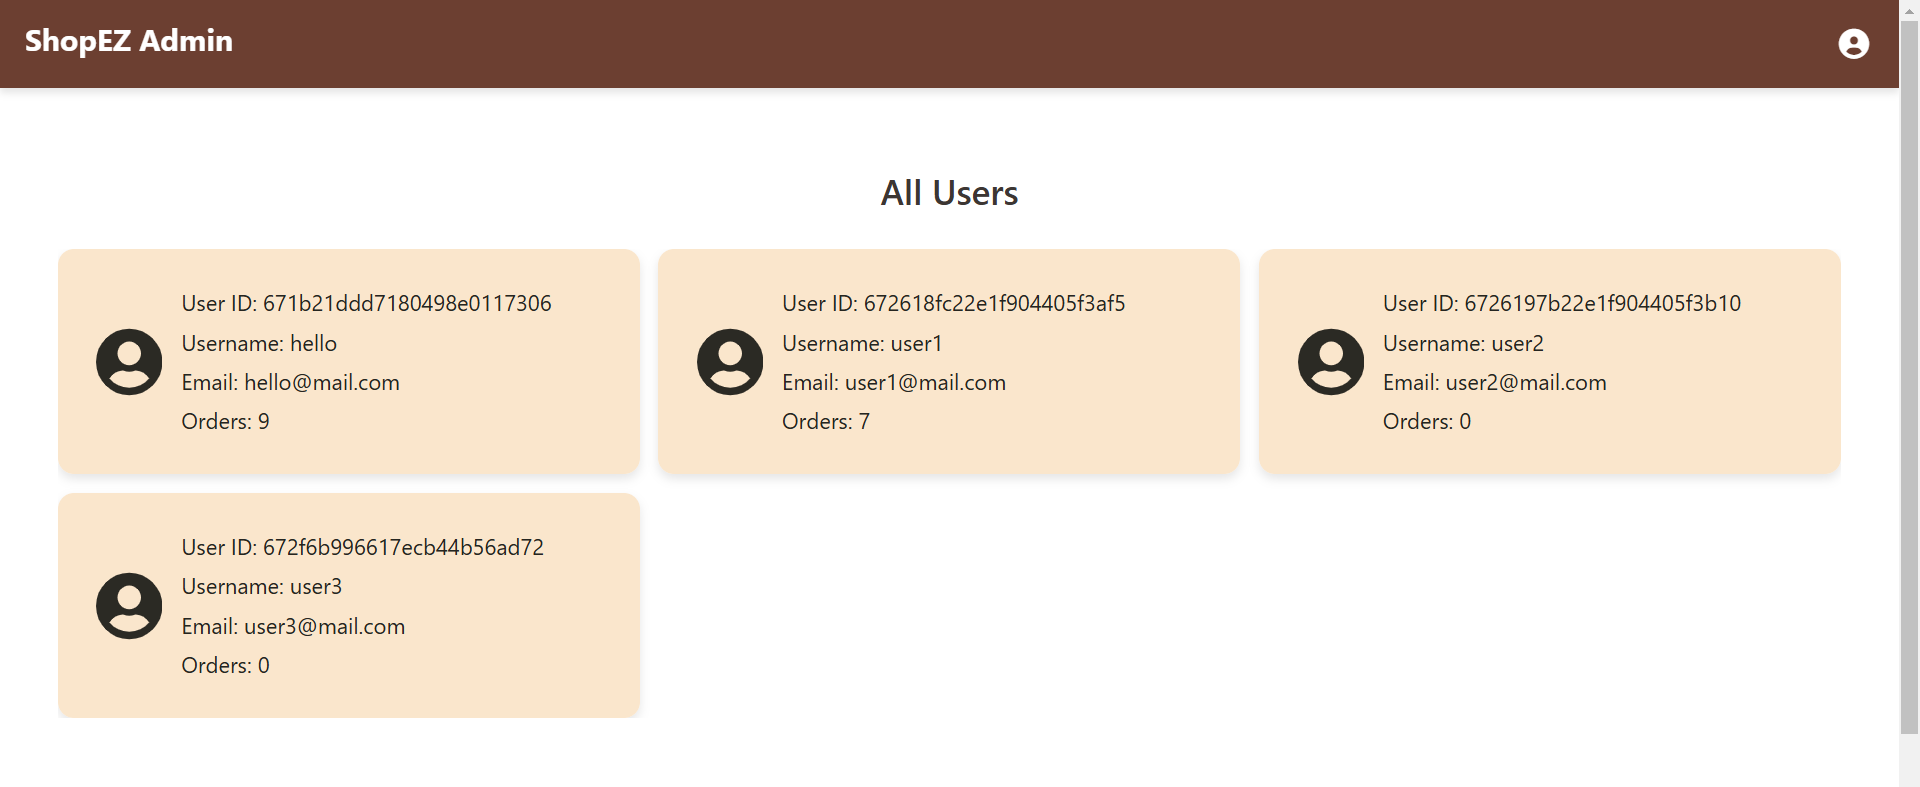 ShopEZ Admin
All Users
User ID: 671b21ddd7180498e0117306
Username: hello
Email: hello@mail.com
Orders: 9
User ID: 672618fc22e1f904405f3af5
Username: user1
Email: user1@mail.com
Orders: 7
User ID: 6726197b22e1f904405f3b10
Username: user2
Email: user2@mail.com
Orders: 0
User ID: 672f6b996617ecb44b56ad72
Username: user3
Email: user3@mail.com
Orders: 0